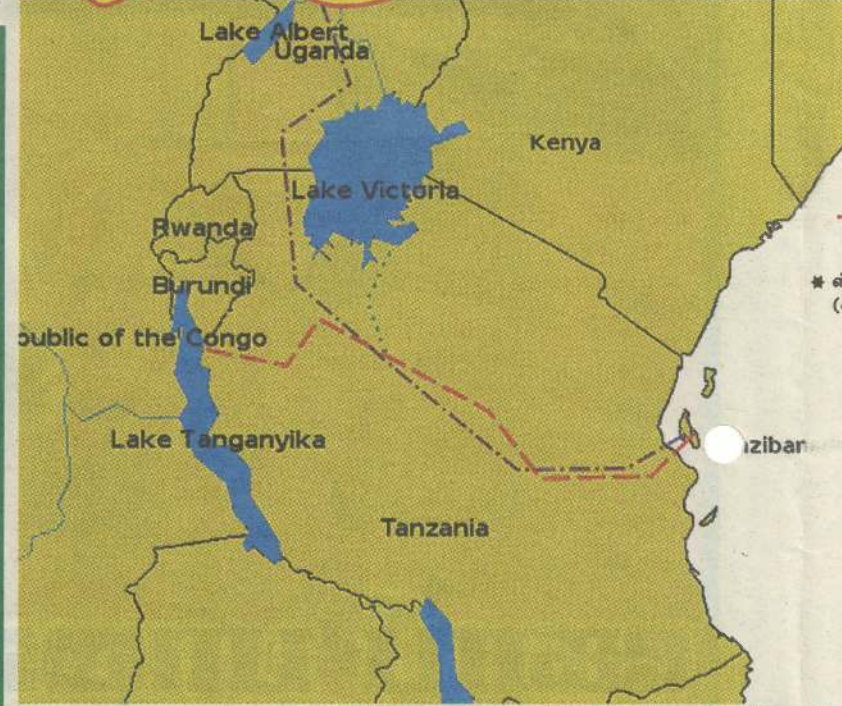 Lake Albert
Uganda
Kenya
Lake Victoria
Rwanda
Burundi
public of the Congo
Lake Tanganyika
Tanzania
*